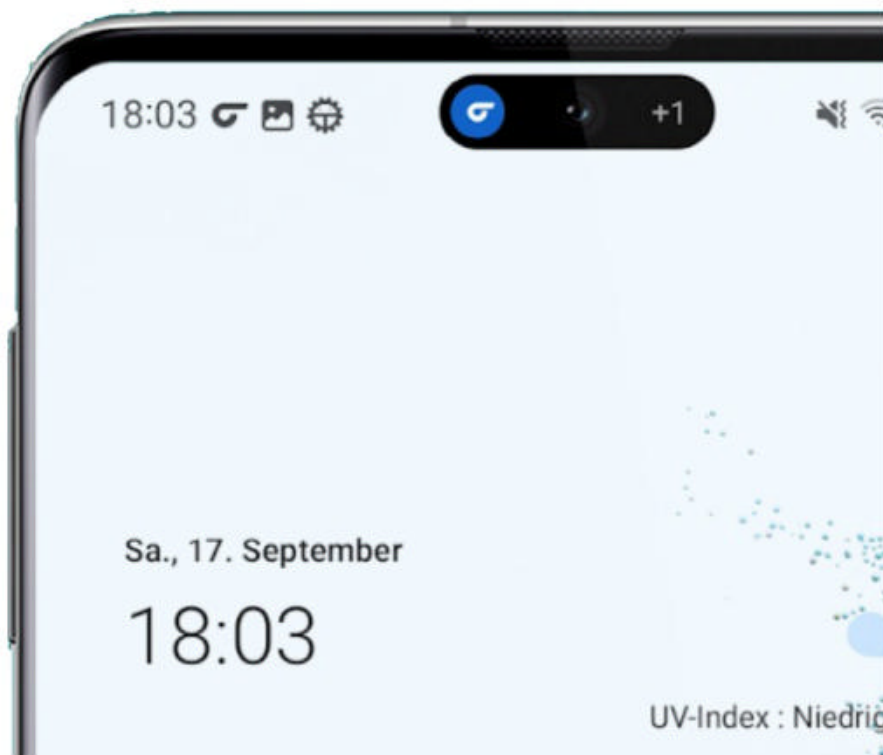 18:03
+1
Sa., 17. September
18:03
UV-Index : Niedrig